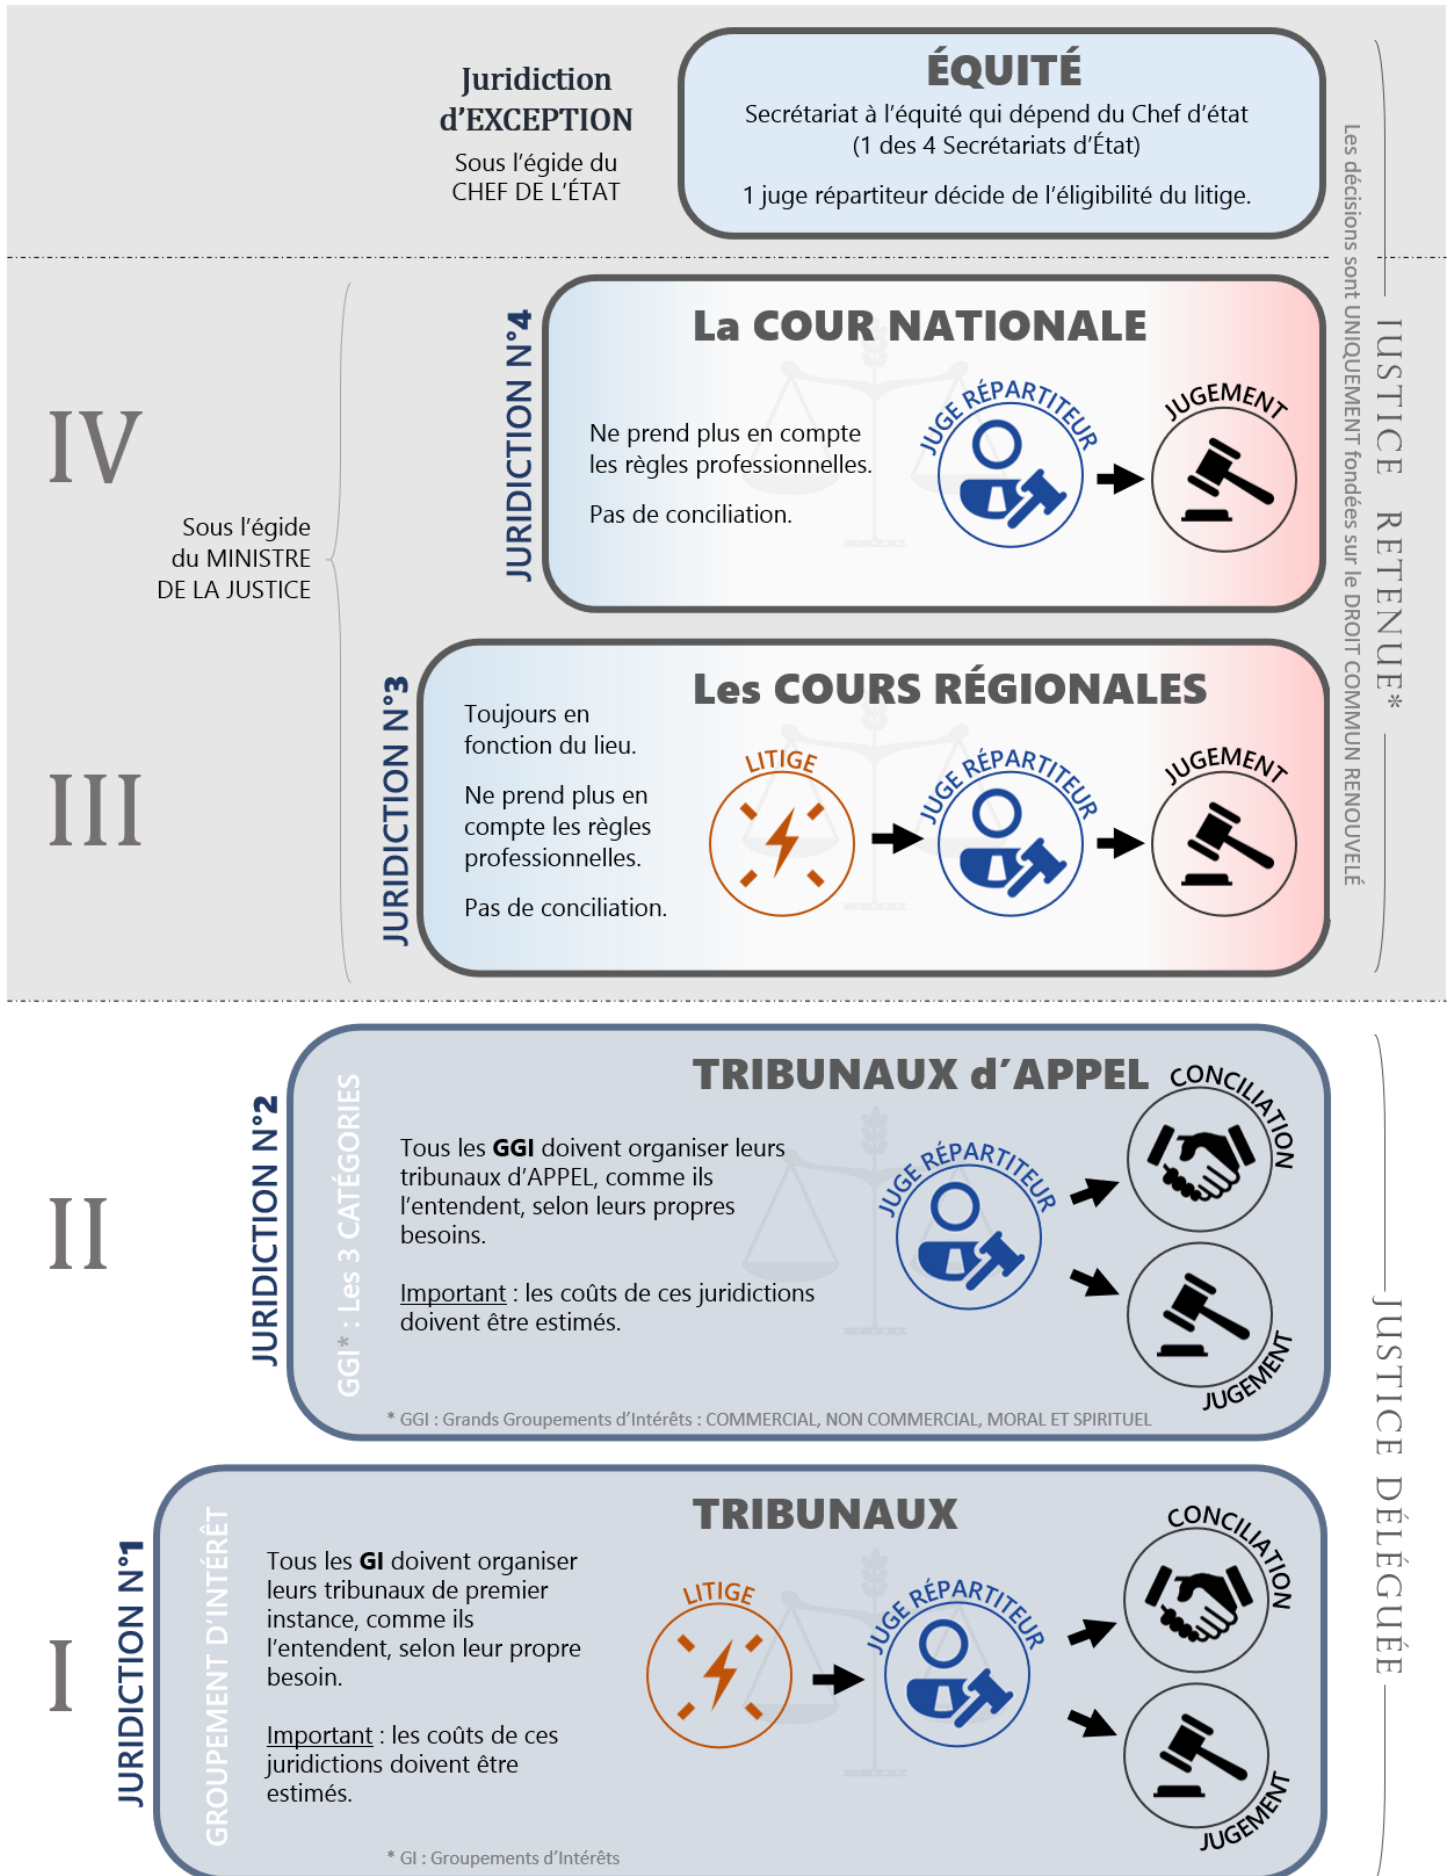 Juridiction
d'EXCEPTION
Sous l'égide du
CHEF DE L'ÉTAT
ÉQUITÉ
Secrétariat à l'équité qui dépend du Chef d'état
(1 des 4 Secrétariats d'État)
1 juge répartiteur décide de l'éligibilité du litige.
IV
III
Sous l'égide
du MINISTRE
DE LA JUSTICE
JURIDICTION N°4
La COUR NATIONALE
Ne prend plus en compte
les règles professionnelles.
Pas de conciliation.
JUGE RÉPARTITEUR
JUGEMENT
JURIDICTION N°3
Les COURS RÉGIONALES
Toujours en
fonction du lieu.
Ne prend plus en
compte les règles
professionnelles.
Pas de conciliation.
LITIGE
JUGE RÉPARTITEUR
JUGEMENT
Les décisions sont UNIQUEMENT fondées sur le DROIT COMMUN RENOUVELÉ
JUSTICE RETENUE*
II
JURIDICTION N°2
GGI* : Les 3 CATÉGORIES
TRIBUNAUX d'APPEL
Tous les GGI doivent organiser leurs
tribunaux d'APPEL, comme ils
l'entendent, selon leurs propres
besoins.
Important : les coûts de ces juridictions
doivent être estimés.
JUGE RÉPARTITEUR
CONCILIATION
JUGEMENT
* GGI : Grands Groupements d'Intérêts : COMMERCIAL, NON COMMERCIAL, MORAL ET SPIRITUEL
I
JURIDICTION N°1
GROUPEMENT D'INTÉRÊT
TRIBUNAUX
Tous les GI doivent organiser
leurs tribunaux de premier
instance, comme ils
l'entendent, selon leur propre
besoin.
Important : les coûts de ces
juridictions doivent être
estimés.
LITIGE
JUGE RÉPARTITEUR
CONCILIATION
JUGEMENT
* GI : Groupements d'Intérêts
JUSTICE DÉLÉGUÉE